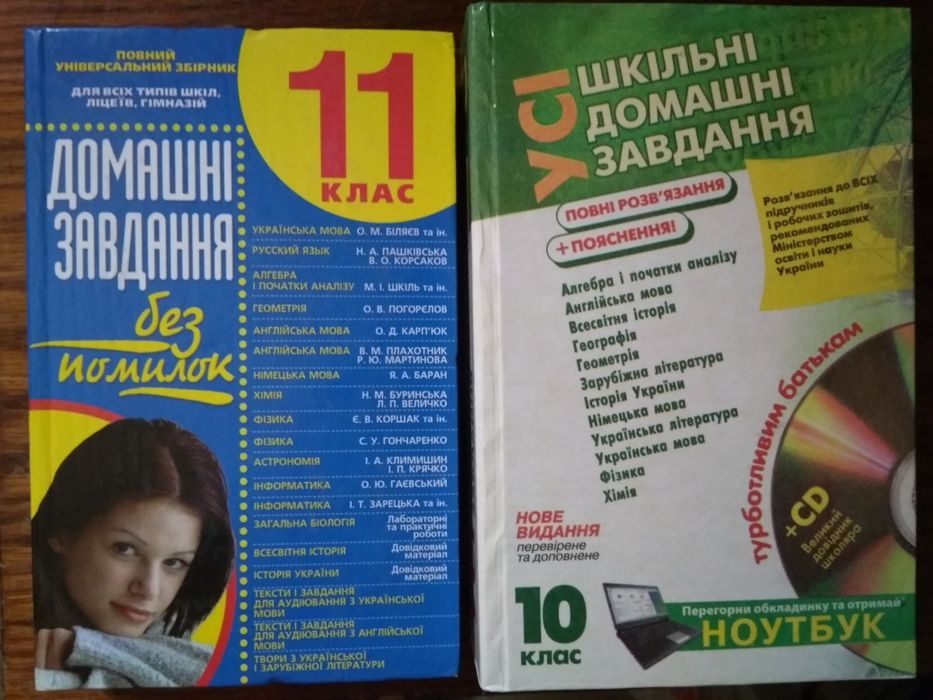 ПОВНИЙ
УНІВЕРСАЛЬНИЙ ЗБІРНИК
ДЛЯ ВСІХ ТИПІВ ШКІЛ,
ЛІЦЕЇВ, ГІМНАЗІЙ
11
КЛАС
ДОМАШНІ
ЗАВДАННЯ
без
помилок
УКРАЇНСЬКА МОВА О. М. БІЛЯЄВ та ін.
РУССКИЙ ЯЗЫК Н. А. ПАШКІВСЬКА
В. О. КОРСАКОВ
АЛГЕБРА
І ПОЧАТКИ АНАЛІЗУ М. І. ШКІЛЬ та ін.
ГЕОМЕТРІЯ О. В. ПОГОРЄЛОВ
АНГЛІЙСЬКА МОВА О. Д. КАРП'ЮК
АНГЛІЙСЬКА МОВА В. М. ПЛАХОТНИК
Р. Ю. МАРТИНОВА
НІМЕЦЬКА МОВА Я. А. БАРАН
ХІМІЯ Н. М. БУРИНСЬКА
Л. П. ВЕЛИЧКО
ФІЗИКА Є. В. КОРШАК та ін.
ФІЗИКА С. У. ГОНЧАРЕНКО
АСТРОНОМІЯ І. А. КЛИМИШИН
І. П. КРЯЧКО
ІНФОРМАТИКА О. Ю. ГАЄВСЬКИЙ
ІНФОРМАТИКА І. Т. ЗАРЕЦЬКА та ін.
ЗАГАЛЬНА БІОЛОГІЯ Лабораторні
та практичні
роботи
ВСЕСВІТНЯ ІСТОРІЯ Довідковий
матеріал
ІСТОРІЯ УКРАЇНИ Довідковий
матеріал
ТЕКСТИ І ЗАВДАННЯ
ДЛЯ АУДІЮВАННЯ З УКРАЇНСЬКОЇ
МОВИ
ТЕКСТИ І ЗАВДАННЯ
ДЛЯ АУДІЮВАННЯ З АНГЛІЙСЬКОЇ
МОВИ
ТВОРИ З УКРАЇНСЬКОЇ
І ЗАРУБІЖНОЇ ЛІТЕРАТУРИ
УСІ
ШКІЛЬНІ
ДОМАШНІ
ЗАВДАННЯ
ПОВНІ РОЗВ'ЯЗАННЯ
+ ПОЯСНЕННЯ!
Розв'язання до ВСІХ
підручників
і робочих зошитів,
рекомендованих
Міністерством
освіти і науки
України
Алгебра і початки аналізу
Англійська мова
Всесвітня історія
Географія
Геометрія
Зарубіжна література
Історія України
Німецька мова
Українська література
Українська мова
Фізика
Хімія
турботливим батькам
+CD
Великий
довідник
школяра
НОВЕ
ВИДАННЯ
перевірене
та доповнене
10
клас
Перегорни обкладинку та отримай*
НОУТБУК